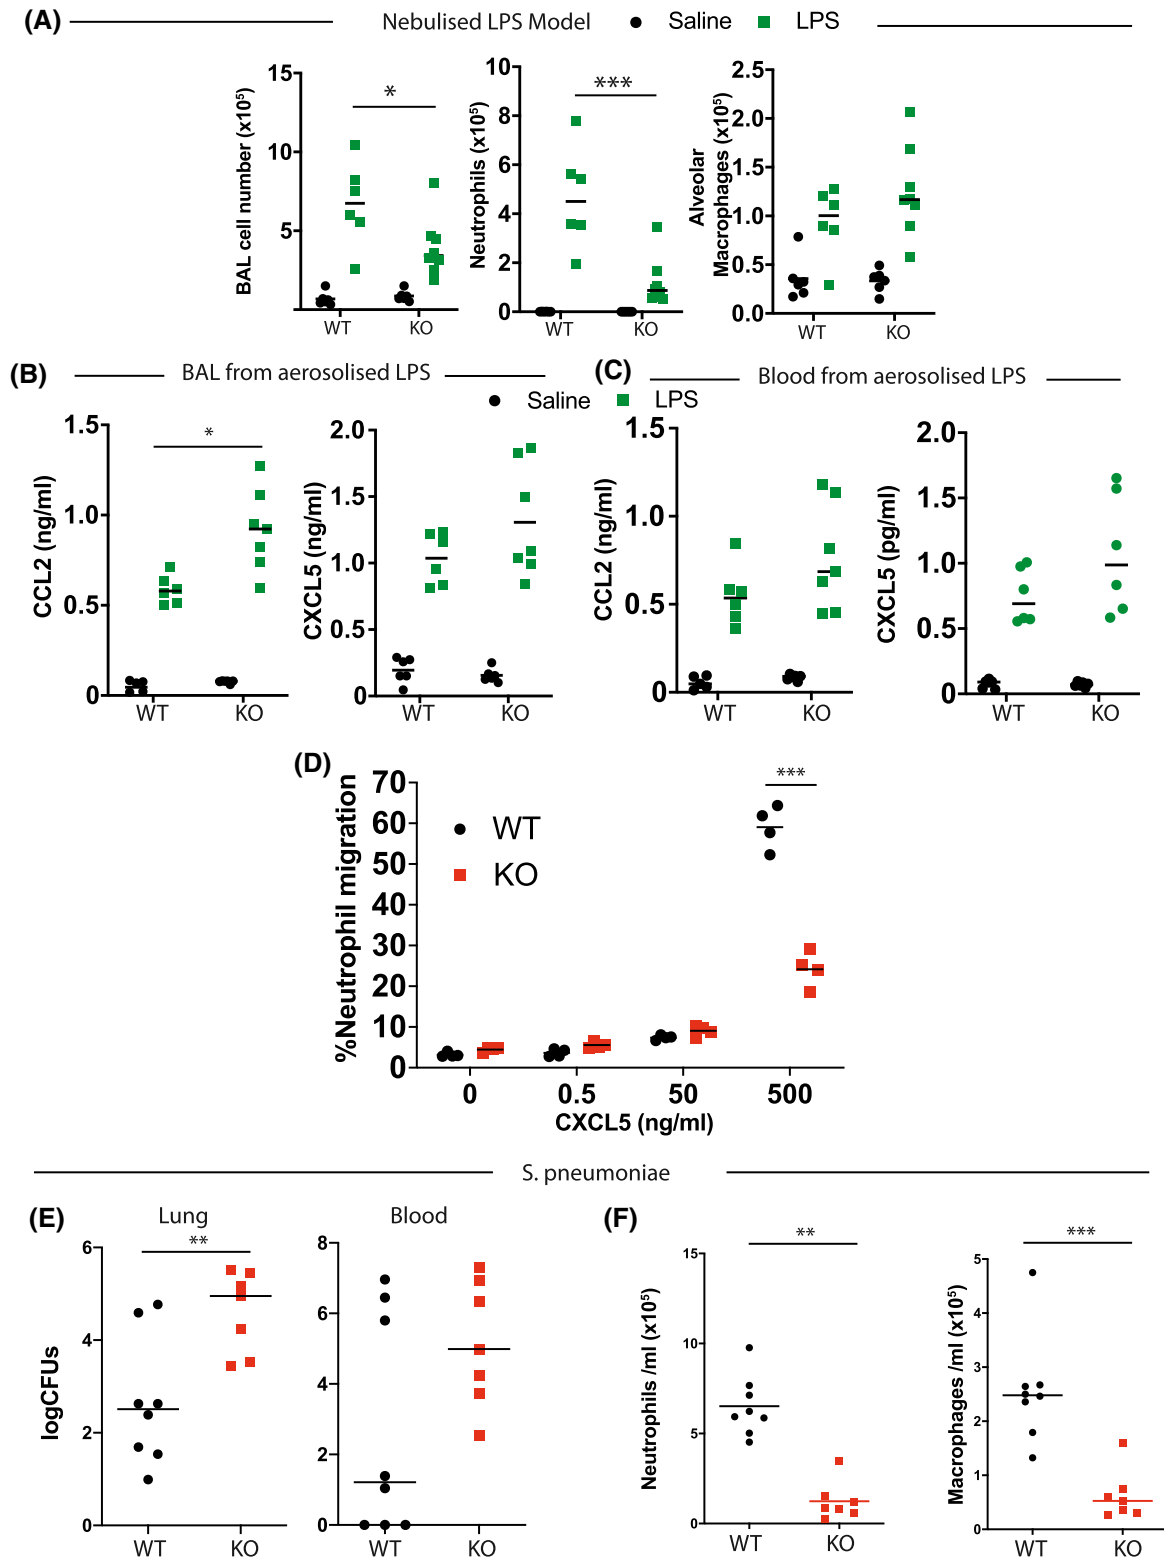 (A) Nebulised LPS Model Saline LPS
BAL cell number (x10⁵)
15
10
5
WT KO
*
Neutrophils (x10⁵)
10
8
6
4
2
0
WT KO
***
Alveolar
Macrophages (x10⁵)
2.5
2.0
1.5
1.0
0.5
0.0
WT KO
(B) BAL from aerosolised LPS
(C) Blood from aerosolised LPS
Saline LPS
CCL2 (ng/ml)
1.5
1.0
0.5
0
WT KO
*
CXCL5 (ng/ml)
2.0
1.5
1.0
0.5
0
WT KO
CCL2 (ng/ml)
1.5
1.0
0.5
0
WT KO
CXCL5 (pg/ml)
2.0
1.5
1.0
0.5
0
WT KO
(D)
%Neutrophil migration
70
60
50
40
30
20
10
0
WT
KO
***
0 0.5 50 500
CXCL5 (ng/ml)
S. pneumoniae
(E) Lung Blood
logCFUs
6
4
2
0
WT KO
**
8
6
4
2
0
WT KO
(F)
Neutrophils /ml (x10⁵)
15
10
5
0
WT KO
**
Macrophages /ml (x10⁵)
5
4
3
2
1
0
WT KO
***